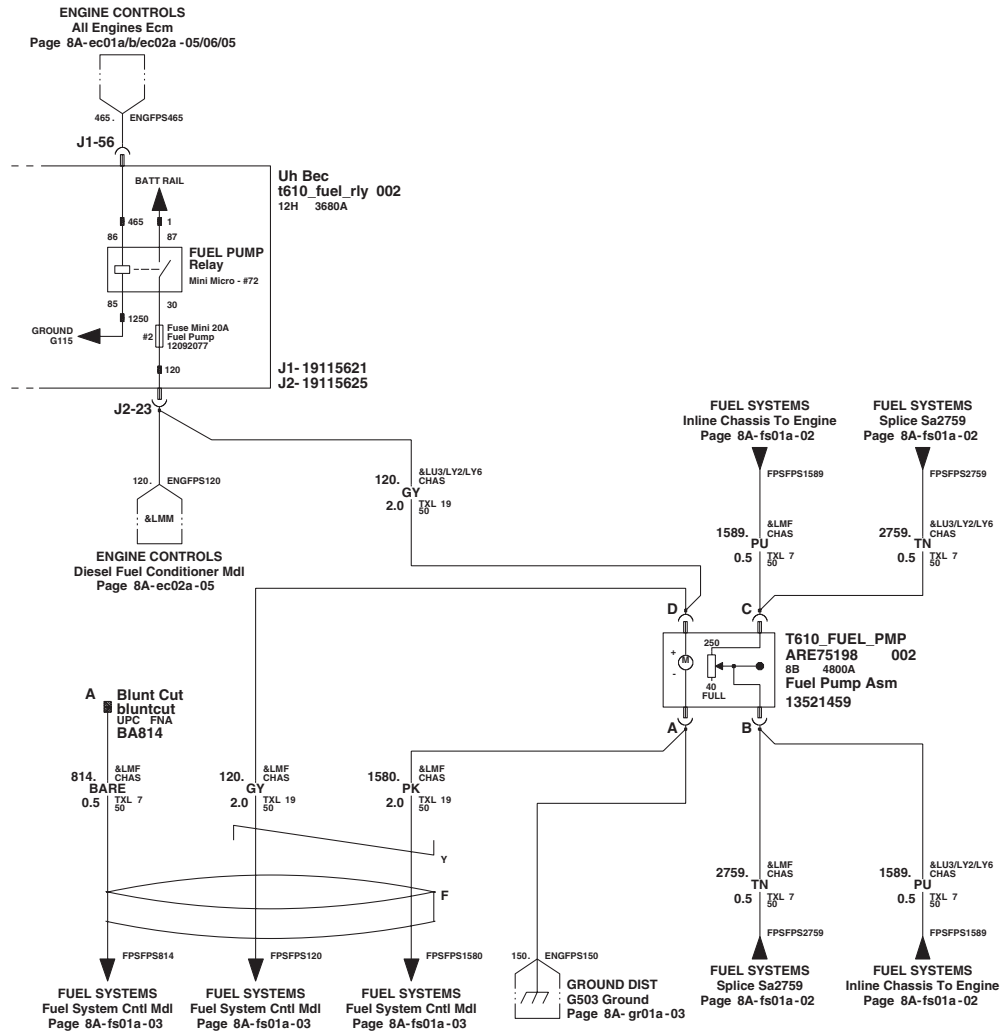 ENGINE CONTROLS
All Engines Ecm
Page 8A-ec01a/b/ec02a -05/06/05
465. ENGFPS465
J1-56
BATT RAIL
Uh Bec
t610_fuel_rly 002
12H 3680A
465 1
86 87
FUEL PUMP
Relay
Mini Micro - #72
85 30
1250
GROUND
G115
#2
Fuse Mini 20A
Fuel Pump
12092077
120
J1- 19115621
J2- 19115625
J2-23
120. ENGFPS120
&LMM
ENGINE CONTROLS
Diesel Fuel Conditioner Mdl
Page 8A-ec02a-05
&LU3/LY2/LY6
120. CHAS
GY
2.0 TXL 19
50
FUEL SYSTEMS
Inline Chassis To Engine
Page 8A-fs01a-02
FPSFPS1589
&LMF
1589. CHAS
PU
0.5 TXL 7
50
FUEL SYSTEMS
Splice Sa2759
Page 8A-fs01a-02
FPSFPS2759
&LU3/LY2/LY6
2759. CHAS
TN
0.5 TXL 7
50
D C
250
+
M
-
40
FULL
T610_FUEL_PMP
ARE75198 002
8B 4800A
Fuel Pump Asm
13521459
A B
A Blunt Cut
bluntcut
UPC FNA
BA814
&LMF
814. CHAS
BARE
0.5 TXL 7
50
&LMF
120. CHAS
GY
2.0 TXL 19
50
&LMF
1580. CHAS
PK
2.0 TXL 19
50
Y
F
FPSFPS814
FUEL SYSTEMS
Fuel System Cntl Mdl
Page 8A-fs01a-03
FPSFPS120
FUEL SYSTEMS
Fuel System Cntl Mdl
Page 8A-fs01a-03
FPSFPS1580
FUEL SYSTEMS
Fuel System Cntl Mdl
Page 8A-fs01a-03
150. ENGFPS150
GROUND DIST
G503 Ground
Page 8A- gr01a-03
&LMF
2759. CHAS
TN
0.5 TXL 7
50
FPSFPS2759
FUEL SYSTEMS
Splice Sa2759
Page 8A-fs01a-02
&LU3/LY2/LY6
1589. CHAS
PU
0.5 TXL 7
50
FPSFPS1589
FUEL SYSTEMS
Inline Chassis To Engine
Page 8A-fs01a-02